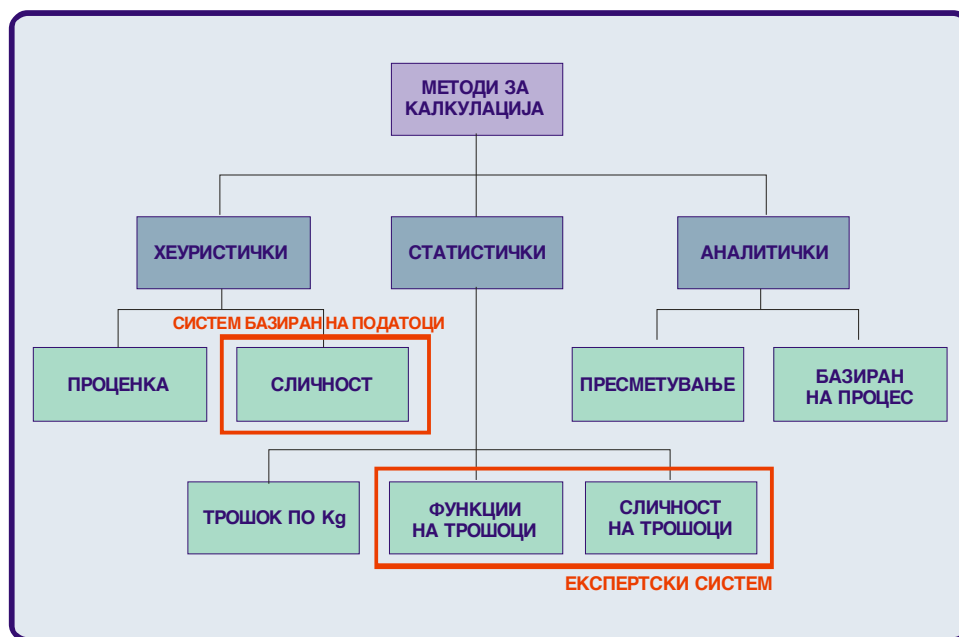 МЕТОДИ ЗА
КАЛКУЛАЦИЈА
ХЕУРИСТИЧКИ
СТАТИСТИЧКИ
АНАЛИТИЧКИ
СИСТЕМ БАЗИРАН НА ПОДАТОЦИ
ПРОЦЕНКА
СЛИЧНОСТ
ПРЕСМЕТУВАЊЕ
БАЗИРАН
НА ПРОЦЕС
ТРОШОК ПО Kg
ФУНКЦИИ
НА ТРОШОЦИ
СЛИЧНОСТ
НА ТРОШОЦИ
ЕКСПЕРТСКИ СИСТЕМ